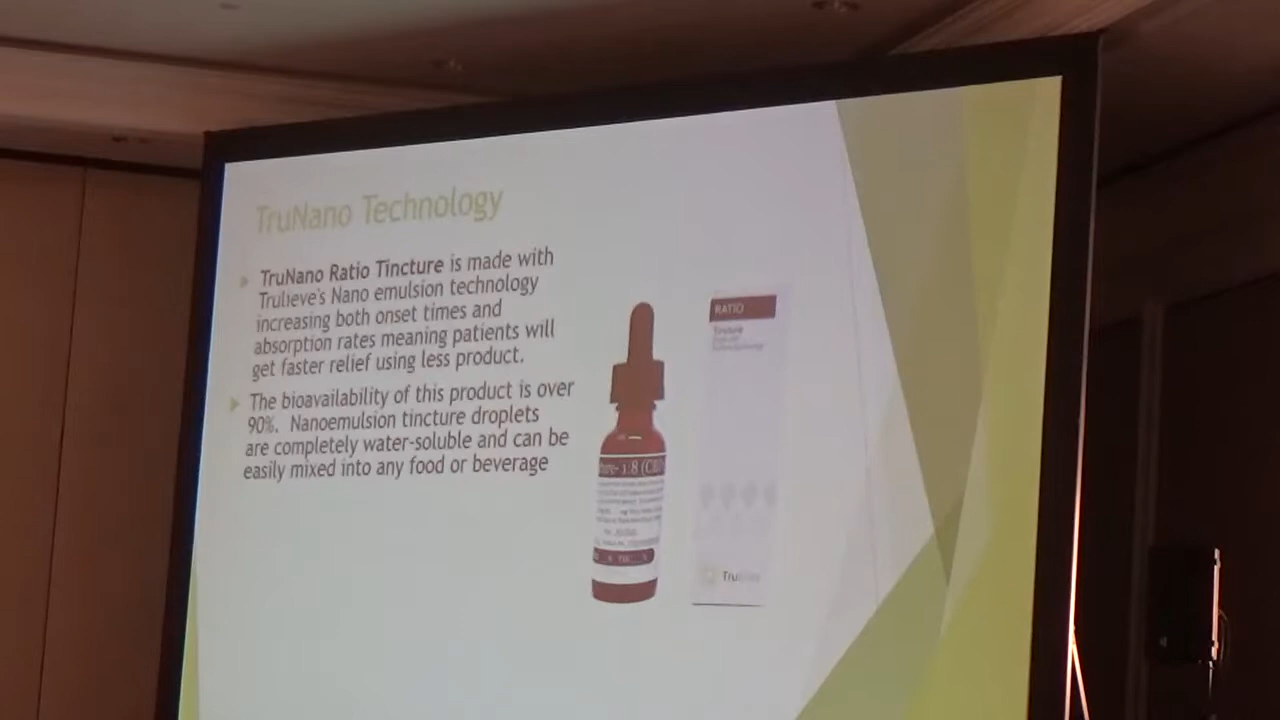 TruNano Technology
TruNano Ratio Tincture is made with
Trulieve's Nano emulsion technology
increasing both onset times and
absorption rates meaning patients will
get faster relief using less product.
The bioavailability of this product is over
90%. Nanoemulsion tincture droplets
are completely water-soluble and can be
easily mixed into any food or beverage
RATIO
Tincture
1:8